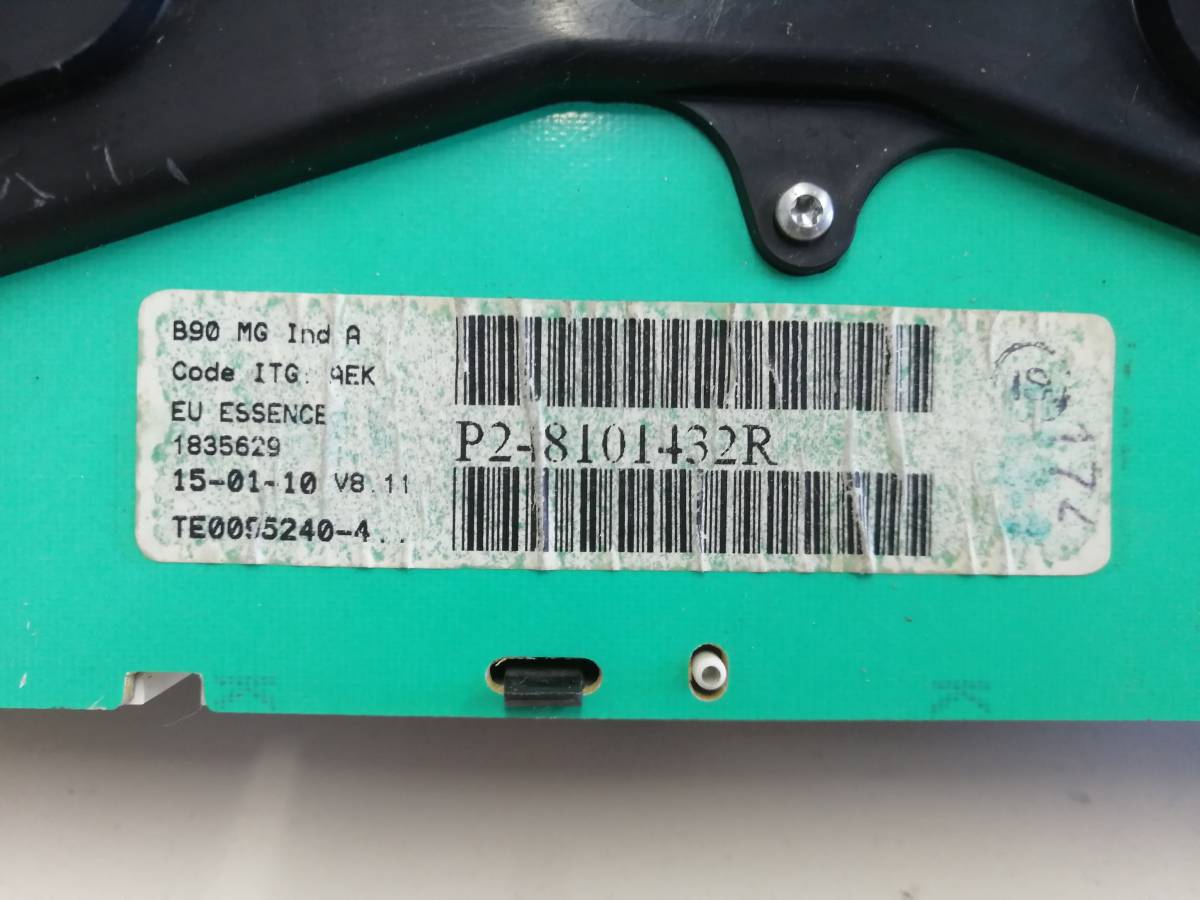 B90 MG Ind A
Code ITG: AEK
EU ESSENCE
1835629
15-01-10 V8.11
TE0095240-4..
P2-8101432R
K
K